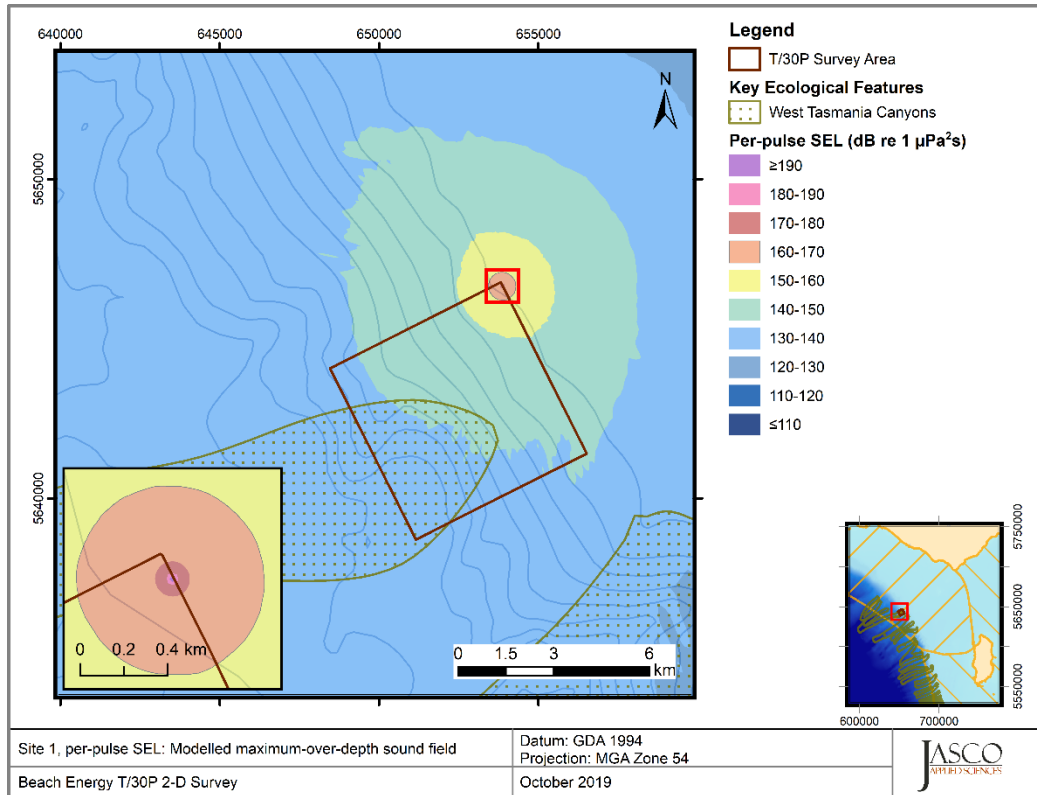 640000 645000 650000 655000
5650000
5640000
N
0 0.2 0.4 km
0 1.5 3 6
km
Legend
T/30P Survey Area
Key Ecological Features
West Tasmania Canyons
Per-pulse SEL (dB re 1 µPa²s)
≥190
180-190
170-180
160-170
150-160
140-150
130-140
120-130
110-120
≤110
5750000
5650000
5550000
600000 700000
Site 1, per-pulse SEL: Modelled maximum-over-depth sound field
Datum: GDA 1994
Projection: MGA Zone 54
Beach Energy T/30P 2-D Survey
October 2019
JASCO
APPLIED SCIENCES